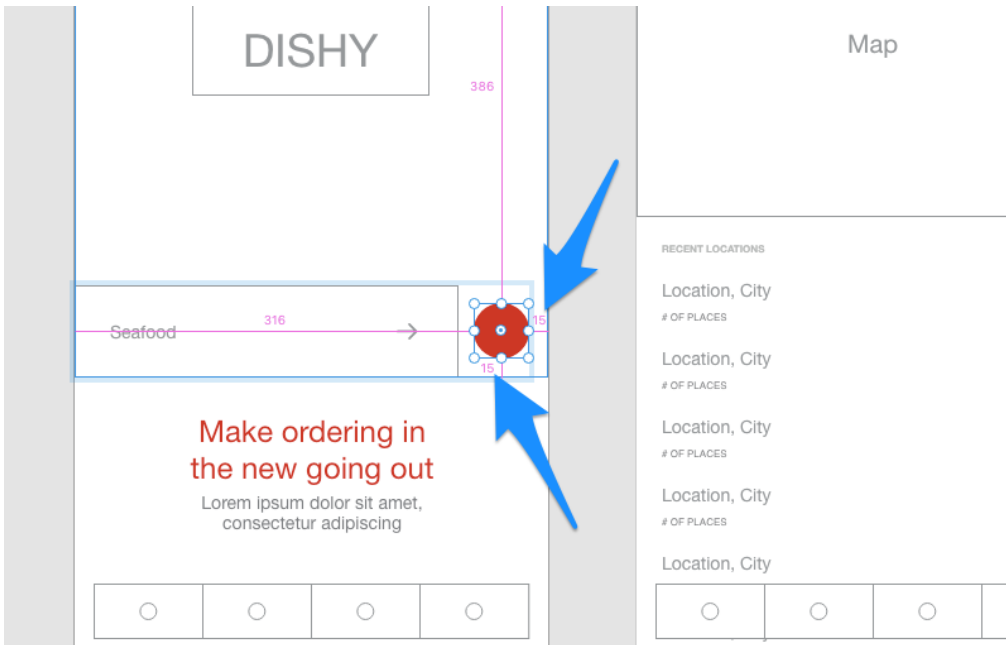 DISHY
386
Seafood
316
15
15
Make ordering in
the new going out
Lorem ipsum dolor sit amet,
consectetur adipiscing
Map
RECENT LOCATIONS
Location, City
# OF PLACES
Location, City
# OF PLACES
Location, City
# OF PLACES
Location, City
# OF PLACES
Location, City